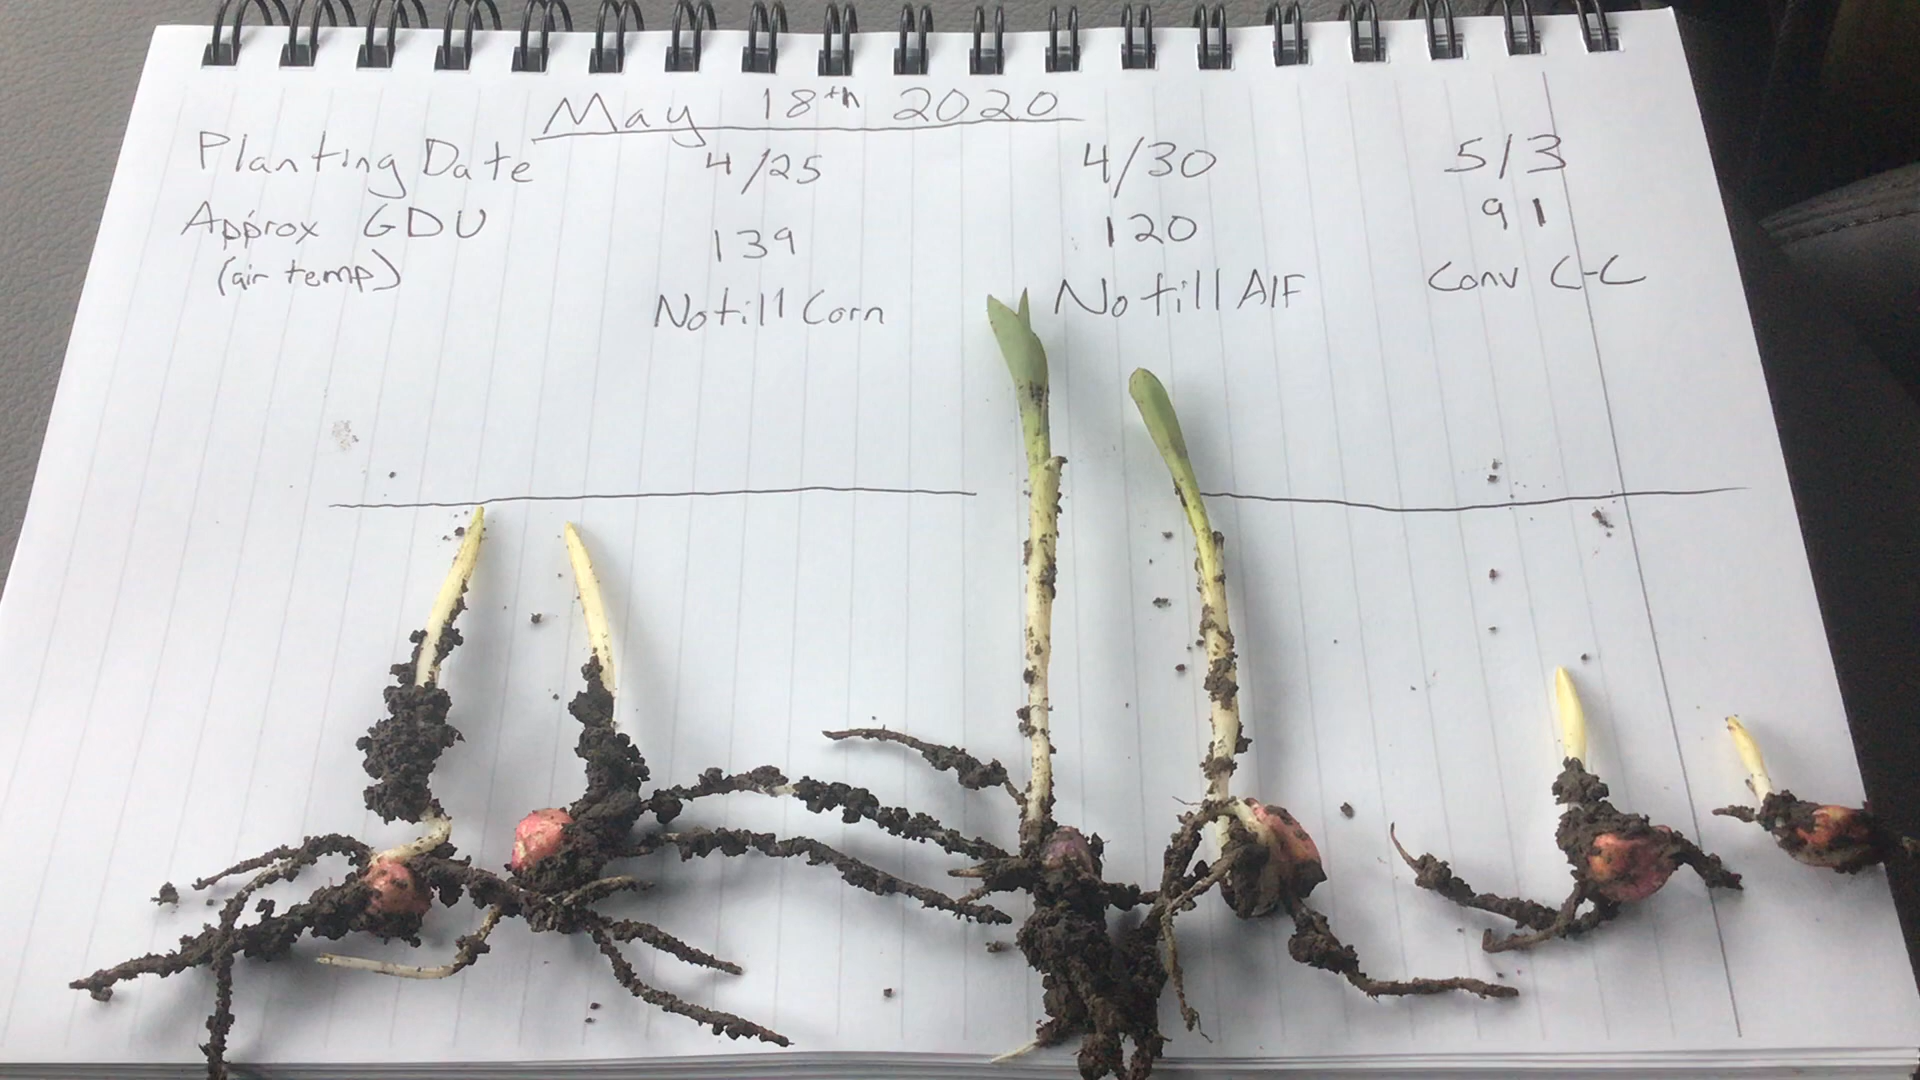 May 18th 2020
Planting Date 4/25 4/30 5/3
Approx GDU 139 120 91
(air temp)
Notill Corn Notill Alf Conv C-C